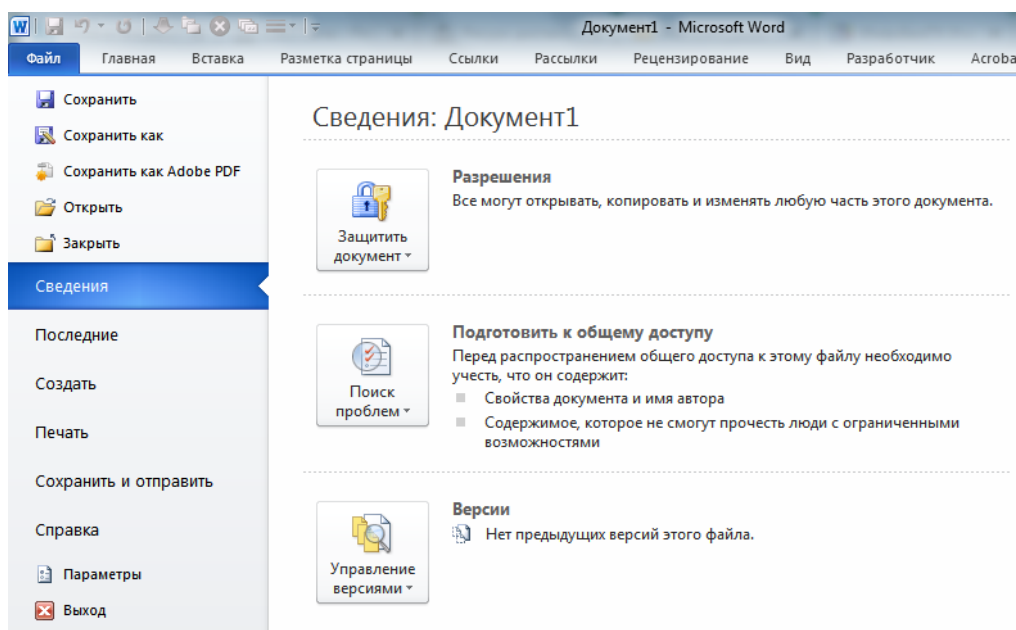 Документ1 - Microsoft Word
Файл Главная Вставка Разметка страницы Ссылки Рассылки Рецензирование Вид Разработчик Acroba
Сохранить
Сохранить как
Сохранить как Adobe PDF
Открыть
Закрыть
Сведения
Последние
Создать
Печать
Сохранить и отправить
Справка
Параметры
Выход
Сведения: Документ1
Защитить
документ
Разрешения
Все могут открывать, копировать и изменять любую часть этого документа.
Поиск
проблем
Подготовить к общему доступу
Перед распространением общего доступа к этому файлу необходимо
учесть, что он содержит:
Свойства документа и имя автора
Содержимое, которое не смогут прочесть люди с ограниченными
возможностями
Управление
версиями
Версии
Нет предыдущих версий этого файла.